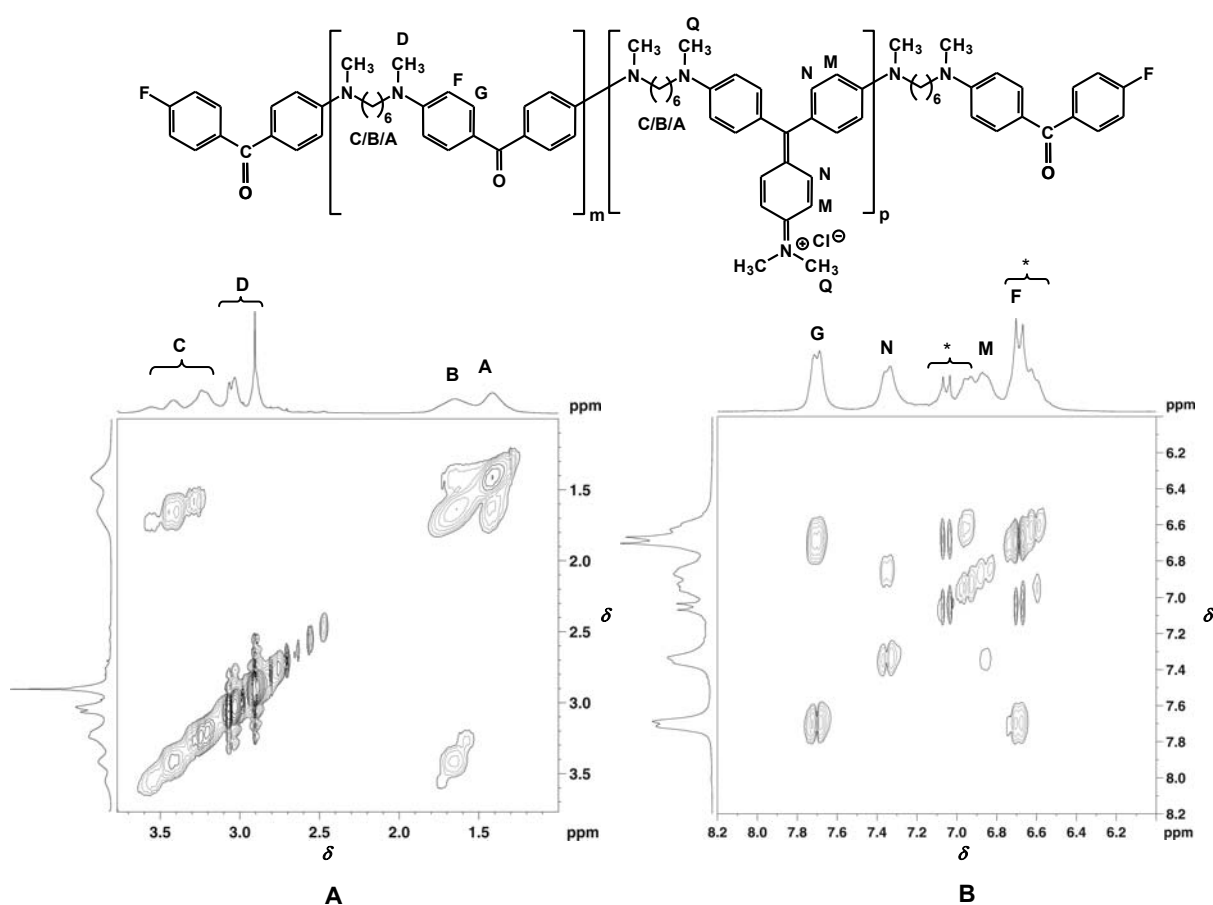 D
Q
CH3 CH3
CH3 CH3
CH3 CH3
F N N F G N N N M N N F
6 6 6
C/B/A C/B/A
C C C
O O O
N
M
m p
N ⊕ Cl ⊖
H3C CH3
Q
D
C
B A
ppm
1.5
2.0
2.5
3.0
3.5
δ
3.5 3.0 2.5 2.0 1.5 ppm
δ
A
*
F
G N * M
ppm
6.2
6.4
6.6
6.8
7.0
7.2
7.4
7.6
7.8
8.0
8.2
δ
8.2 8.0 7.8 7.6 7.4 7.2 7.0 6.8 6.6 6.4 6.2 ppm
δ
B